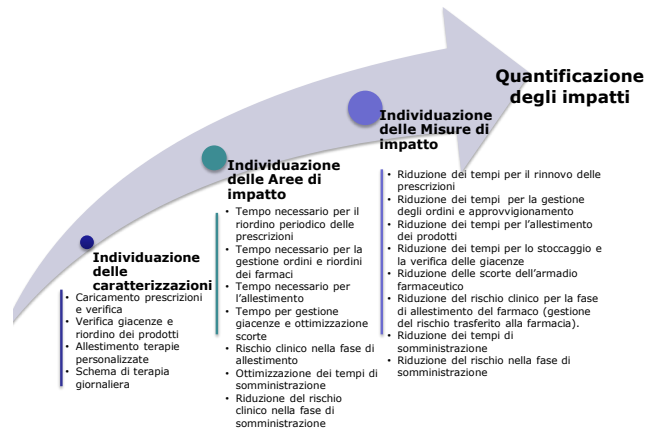 Quantificazione
degli impatti
Individuazione
delle Misure di
impatto
• Riduzione dei tempi per il rinnovo delle
prescrizioni
• Riduzione dei tempi per la gestione
degli ordini e approvvigionamento
• Riduzione dei tempi per l'allestimento
dei prodotti
• Riduzione dei tempi per lo stoccaggio e
la verifica delle giacenze
• Riduzione delle scorte dell'armadio
farmaceutico
• Riduzione del rischio clinico per la fase
di allestimento del farmaco (gestione
del rischio trasferito alla farmacia).
• Riduzione dei tempi di
somministrazione
• Riduzione del rischio nella fase di
somministrazione
Individuazione
delle Aree di
impatto
• Tempo necessario per il
riordino periodico delle
prescrizioni
• Tempo necessario per la
gestione ordini e riordini
dei farmaci
• Tempo necessario per
l'allestimento
• Tempo per gestione
giacenze e ottimizzazione
scorte
• Rischio clinico nella fase di
allestimento
• Ottimizzazione dei tempi di
somministrazione
• Riduzione del rischio
clinico nella fase di
somministrazione
Individuazione
delle
caratterizzazioni
• Caricamento prescrizioni
e verifica
• Verifica giacenze e
riordino dei prodotti
• Allestimento terapie
personalizzate
• Schema di terapia
giornaliera